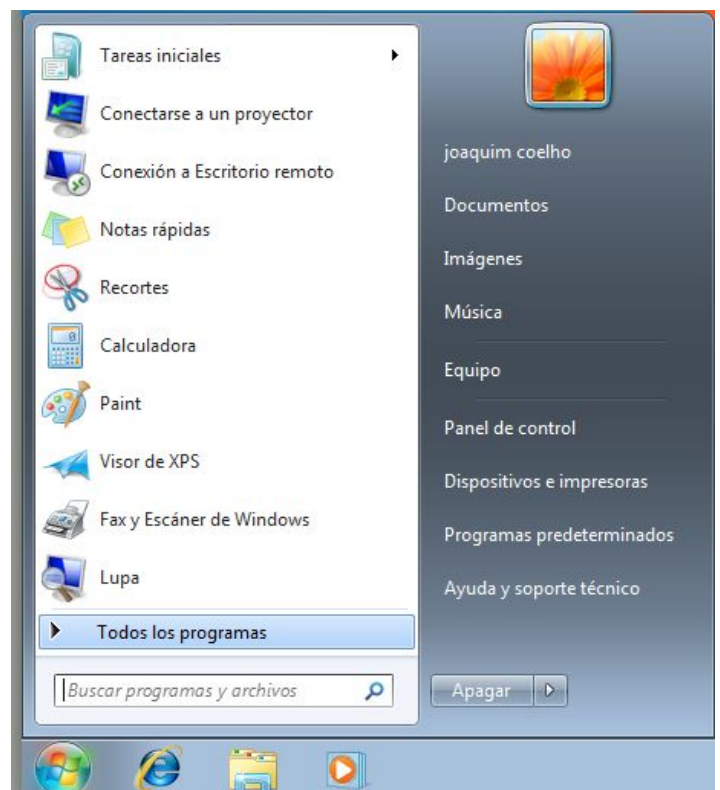 Tareas iniciales
Conectarse a un proyector
Conexión a Escritorio remoto
Notas rápidas
Recortes
Calculadora
Paint
Visor de XPS
Fax y Escáner de Windows
Lupa
Todos los programas
Buscar programas y archivos
joaquim coelho
Documentos
Imágenes
Música
Equipo
Panel de control
Dispositivos e impresoras
Programas predeterminados
Ayuda y soporte técnico
Apagar